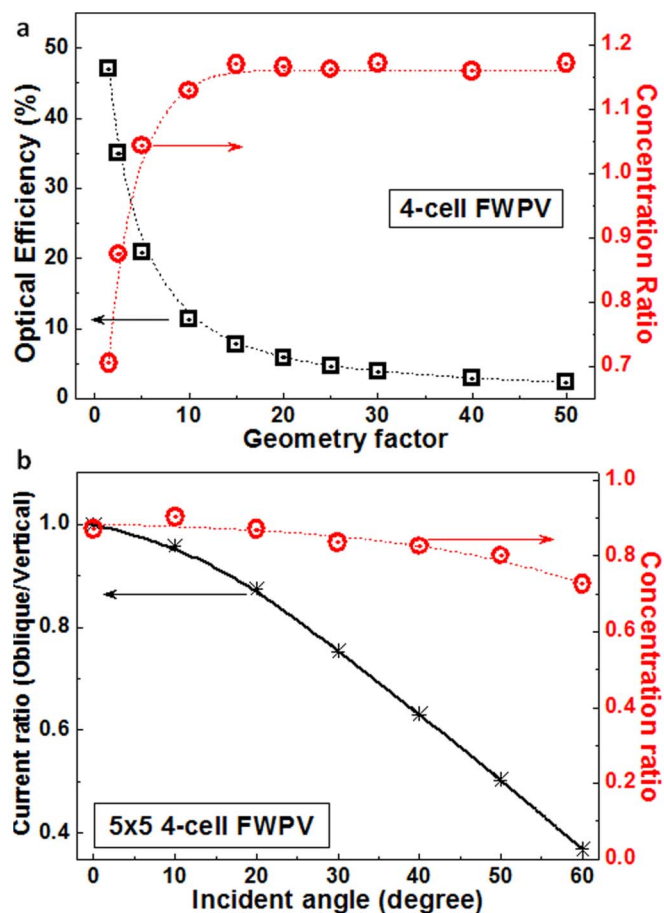 a
Optical Efficiency (%)
50
40
30
20
10
0
1.2
1.1
1.0
0.9
0.8
0.7
Concentration Ratio
4-cell FWPV
0 10 20 30 40 50
Geometry factor
b
Current ratio (Oblique/Vertical)
1.0
0.8
0.6
0.4
1.0
0.8
0.6
0.4
0.2
0.0
Concentration ratio
5x5 4-cell FWPV
0 10 20 30 40 50 60
Incident angle (degree)